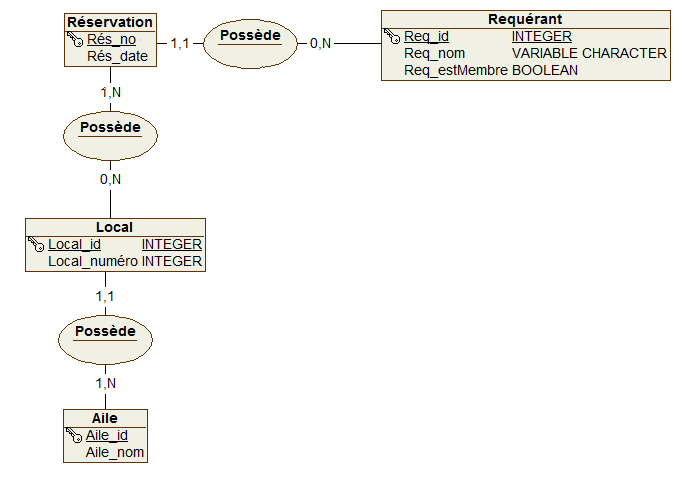 Réservation
Rés_no
Rés_date
1,1
Possède
0,N
Requérant
Req_id INTEGER
Req_nom VARIABLE CHARACTER
Req_estMembre BOOLEAN
1,N
Possède
0,N
Local
Local_id INTEGER
Local_numéro INTEGER
1,1
Possède
1,N
Aile
Aile_id
Aile_nom